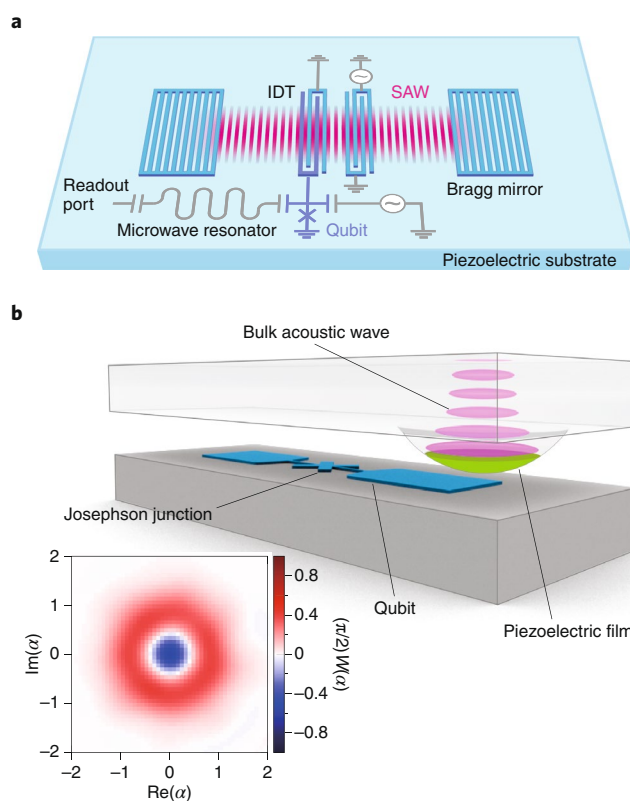 a
IDT
SAW
Readout
port
Microwave resonator
Qubit
Bragg mirror
Piezoelectric substrate
b
Bulk acoustic wave
Josephson junction
Qubit
Piezoelectric film
2
1
0
−1
−2
Im(α)
−2
−1
0
1
2
Re(α)
0.8
0.4
0
−0.4
−0.8
(π/2)W(α)